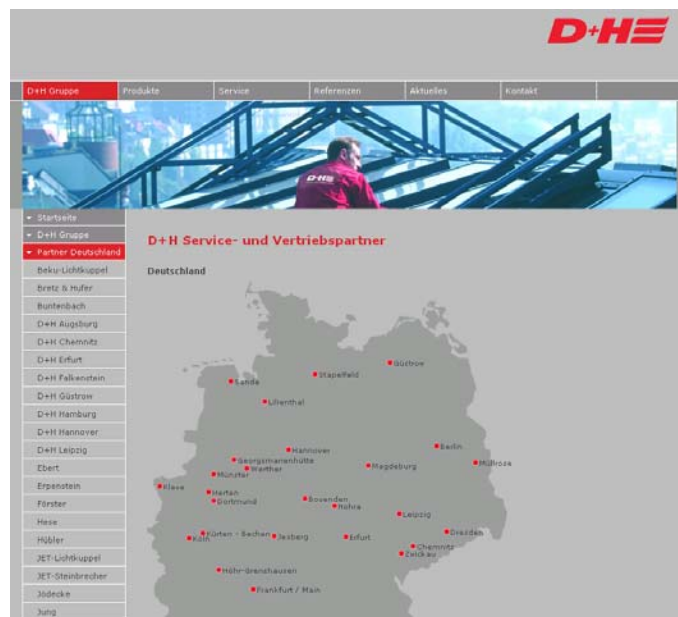 D+H
D+H Gruppe Produkte Service Referenzen Aktuelles Kontakt
D+H
Startseite
D+H Gruppe
Partner Deutschland
Beku-Lichtkuppel
Bretz & Hufer
Buntenbach
D+H Augsburg
D+H Chemnitz
D+H Erfurt
D+H Falkenstein
D+H Güstrow
D+H Hamburg
D+H Hannover
D+H Leipzig
Ebert
Erpenstein
Förster
Hese
Hübler
JET-Lichtkuppel
JET-Steinbrecher
Jödecke
Jung
D+H Service- und Vertriebspartner
Deutschland
Güstrow
Stapelfeld
Sande
Lilienthal
Hannover
Berlin
Georgsmarienhütte
Werther
Magdeburg
Müllrose
Münster
Kleve
Herten
Dortmund
Bovenden
Hohra
Leipzig
Kürten - Bechen
Köln
Jesberg
Erfurt
Dresden
Chemnitz
Zwickau
Höhr-Grenzhausen
Frankfurt / Main